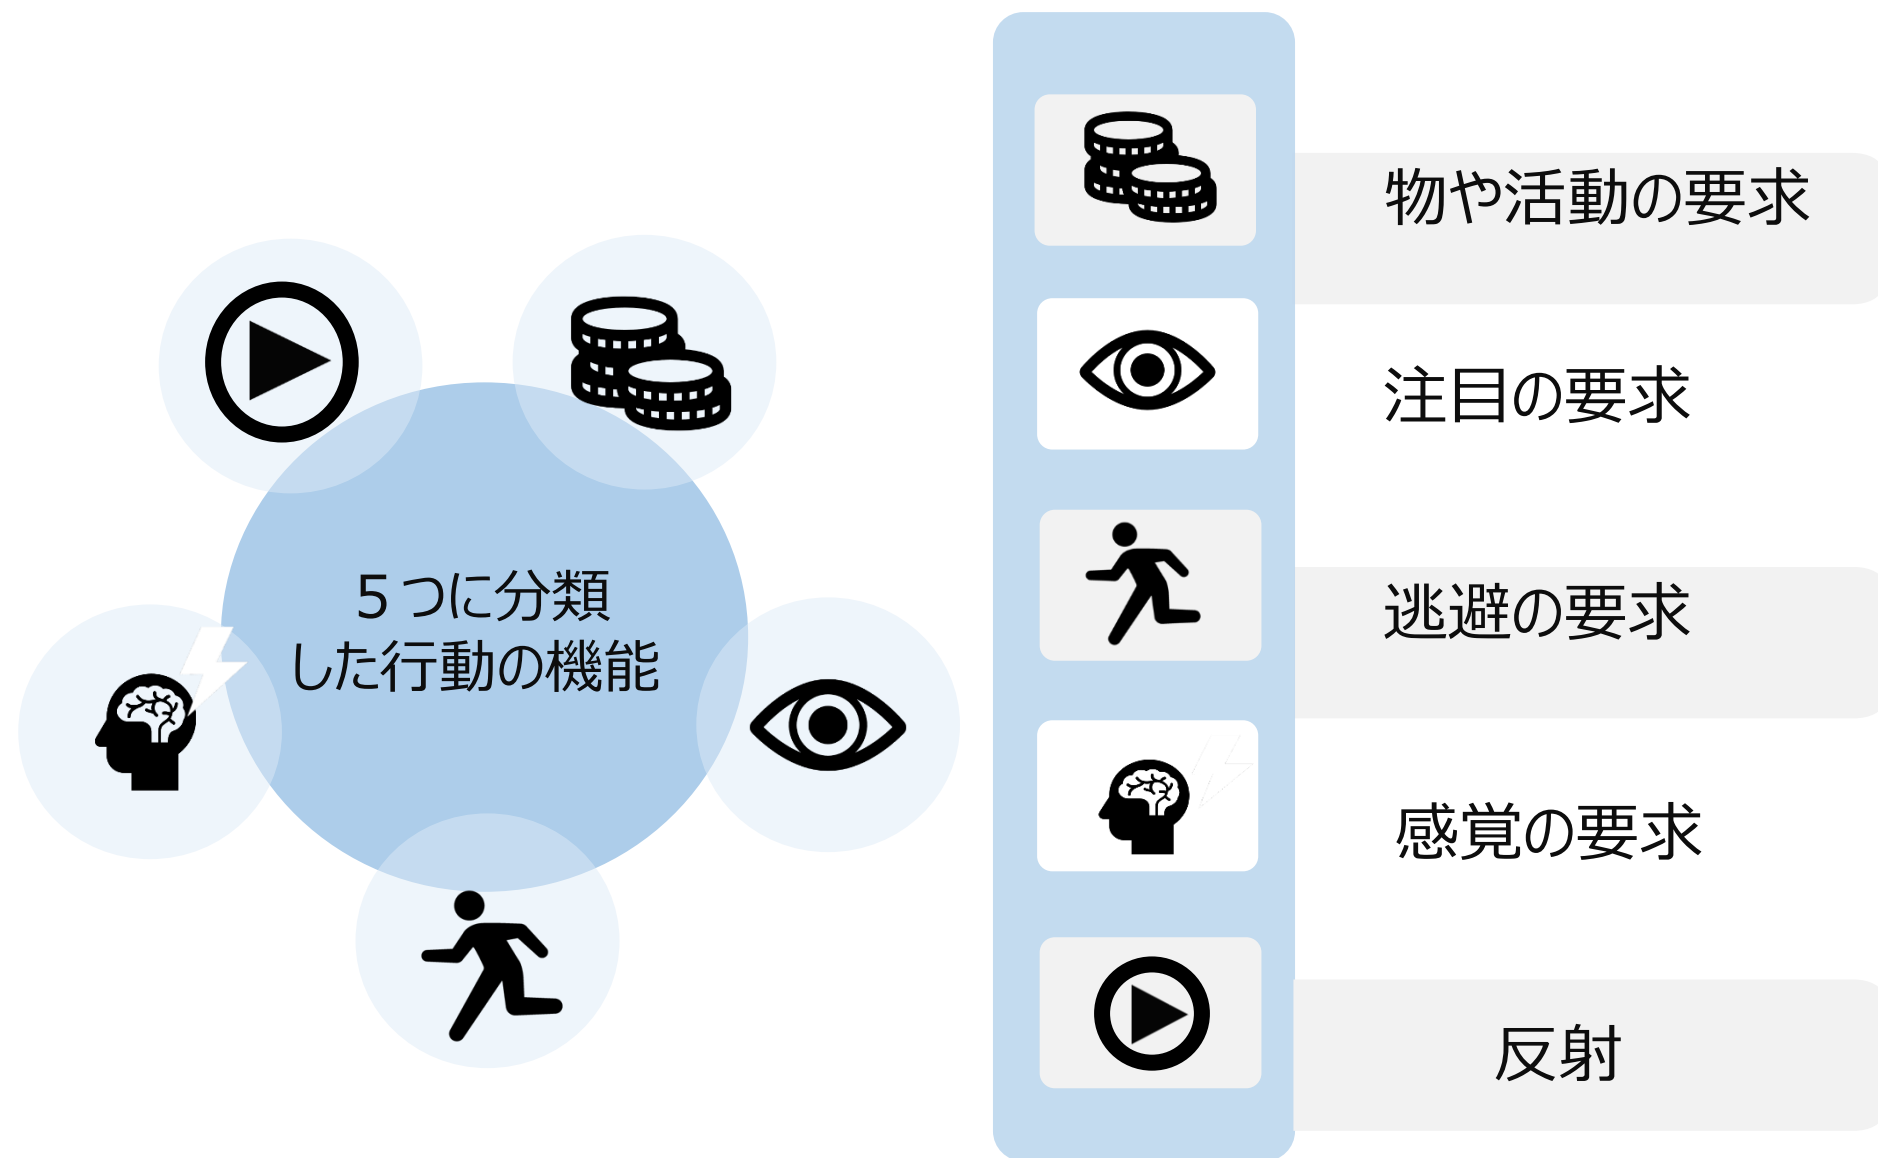 ５つに分類
した行動の機能
物や活動の要求
注目の要求
逃避の要求
感覚の要求
反射